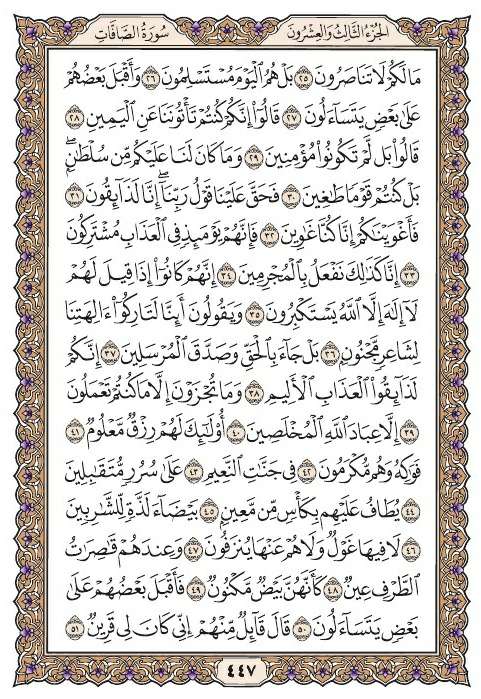 الجزء الثالث والعشرون
سورة الصافات
مَا لَكُمْ لَا تَنَاصَرُونَ ٢٥ بَلْ هُمُ الْيَوْمَ مُسْتَسْلِمُونَ ٢٦ وَأَقْبَلَ بَعْضُهُمْ
عَلَىٰ بَعْضٍ يَتَسَاءَلُونَ ٢٧ قَالُوا إِنَّكُمْ كُنتُمْ تَأْتُونَنَا عَنِ الْيَمِينِ ٢٨
قَالُوا بَل لَّمْ تَكُونُوا مُؤْمِنِينَ ٢٩ وَمَا كَانَ لَنَا عَلَيْكُم مِّن سُلْطَانٍ ۖ
بَلْ كُنتُمْ قَوْمًا طَاغِينَ ٣٠ فَحَقَّ عَلَيْنَا قَوْلُ رَبِّنَا ۖ إِنَّا لَذَائِقُونَ ٣١
فَأَغْوَيْنَاكُمْ إِنَّا كُنَّا غَاوِينَ ٣٢ فَإِنَّهُمْ يَوْمَئِذٍ فِي الْعَذَابِ مُشْتَرِكُونَ
٣٣ إِنَّا كَذَٰلِكَ نَفْعَلُ بِالْمُجْرِمِينَ ٣٤ إِنَّهُمْ كَانُوا إِذَا قِيلَ لَهُمْ
لَا إِلَٰهَ إِلَّا اللَّهُ يَسْتَكْبِرُونَ ٣٥ وَيَقُولُونَ أَئِنَّا لَتَارِكُو آلِهَتِنَا
لِشَاعِرٍ مَّجْنُونٍ ٣٦ بَلْ جَاءَ بِالْحَقِّ وَصَدَّقَ الْمُرْسَلِينَ ٣٧ إِنَّكُمْ
لَذَائِقُو الْعَذَابِ الْأَلِيمِ ٣٨ وَمَا تُجْزَوْنَ إِلَّا مَا كُنتُمْ تَعْمَلُونَ
٣٩ إِلَّا عِبَادَ اللَّهِ الْمُخْلَصِينَ ٤٠ أُولَٰئِكَ لَهُمْ رِزْقٌ مَّعْلُومٌ ٤١
فَوَاكِهُ وَهُم مُّكْرَمُونَ ٤٢ فِي جَنَّاتِ النَّعِيمِ ٤٣ عَلَىٰ سُرُرٍ مُّتَقَابِلِينَ
٤٤ يُطَافُ عَلَيْهِم بِكَأْسٍ مِّن مَّعِينٍ ٤٥ بَيْضَاءَ لَذَّةٍ لِّلشَّارِبِينَ
٤٦ لَا فِيهَا غَوْلٌ وَلَا هُمْ عَنْهَا يُنزَفُونَ ٤٧ وَعِندَهُمْ قَاصِرَاتُ
الطَّرْفِ عِينٌ ٤٨ كَأَنَّهُنَّ بَيْضٌ مَّكْنُونٌ ٤٩ فَأَقْبَلَ بَعْضُهُمْ عَلَىٰ
بَعْضٍ يَتَسَاءَلُونَ ٥٠ قَالَ قَائِلٌ مِّنْهُمْ إِنِّي كَانَ لِي قَرِينٌ ٥١
٤٤٧